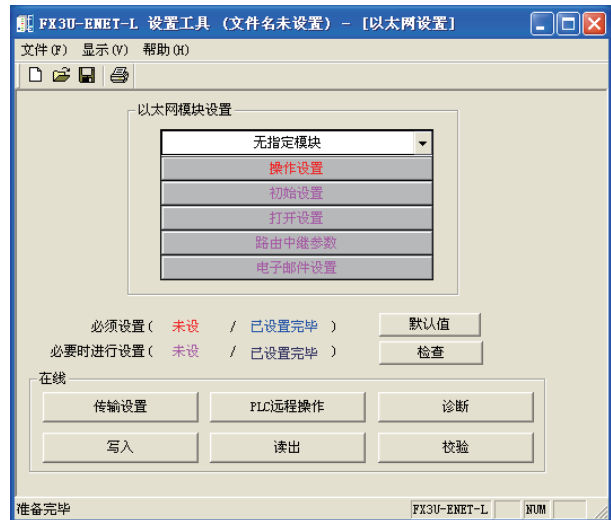 FX3U-ENET-L 设置工具 (文件名未设置) - [以太网设置]
文件(F) 显示(V) 帮助(H)
以太网模块设置
无指定模块
操作设置
初始设置
打开设置
路由中继参数
电子邮件设置
必须设置( 未设 / 已设置完毕 ) 默认值
必要时进行设置( 未设 / 已设置完毕 ) 检查
在线
传输设置 PLC远程操作 诊断
写入 读出 校验
准备完毕 FX3U-ENET-L NUM